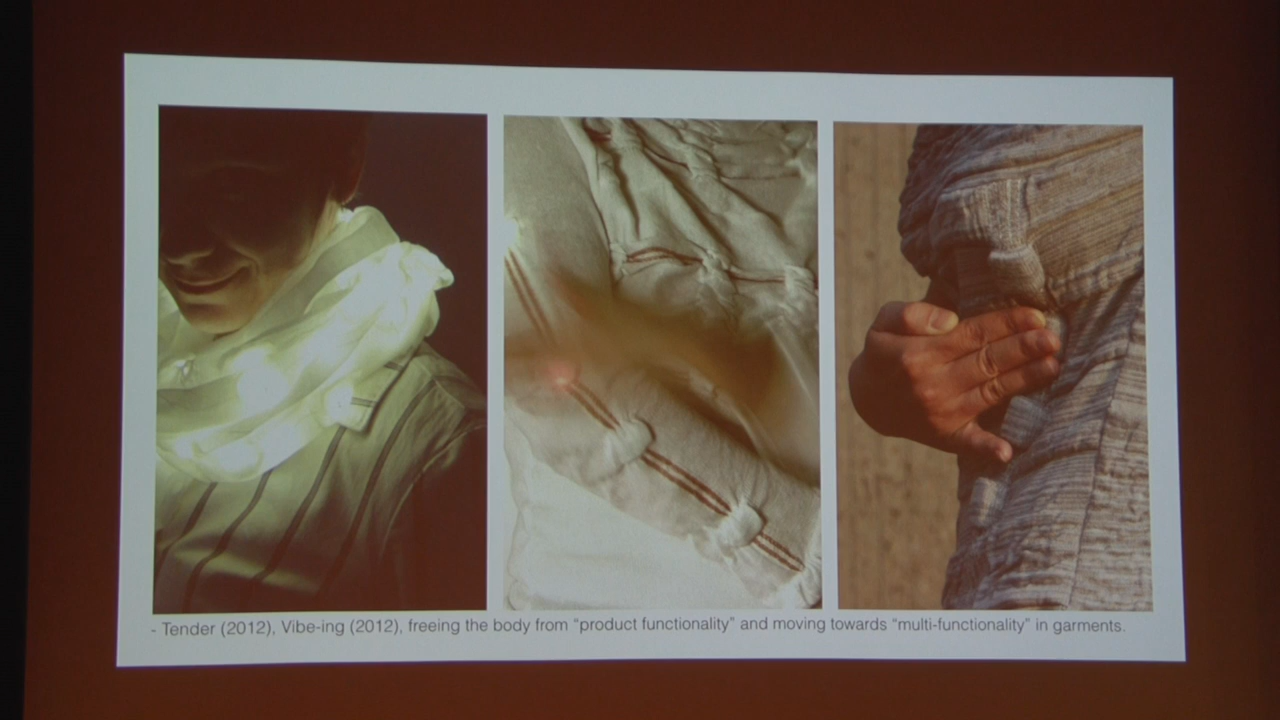 - Tender (2012), Vibe-ing (2012), freeing the body from “product functionality” and moving towards “multi-functionality” in garments.